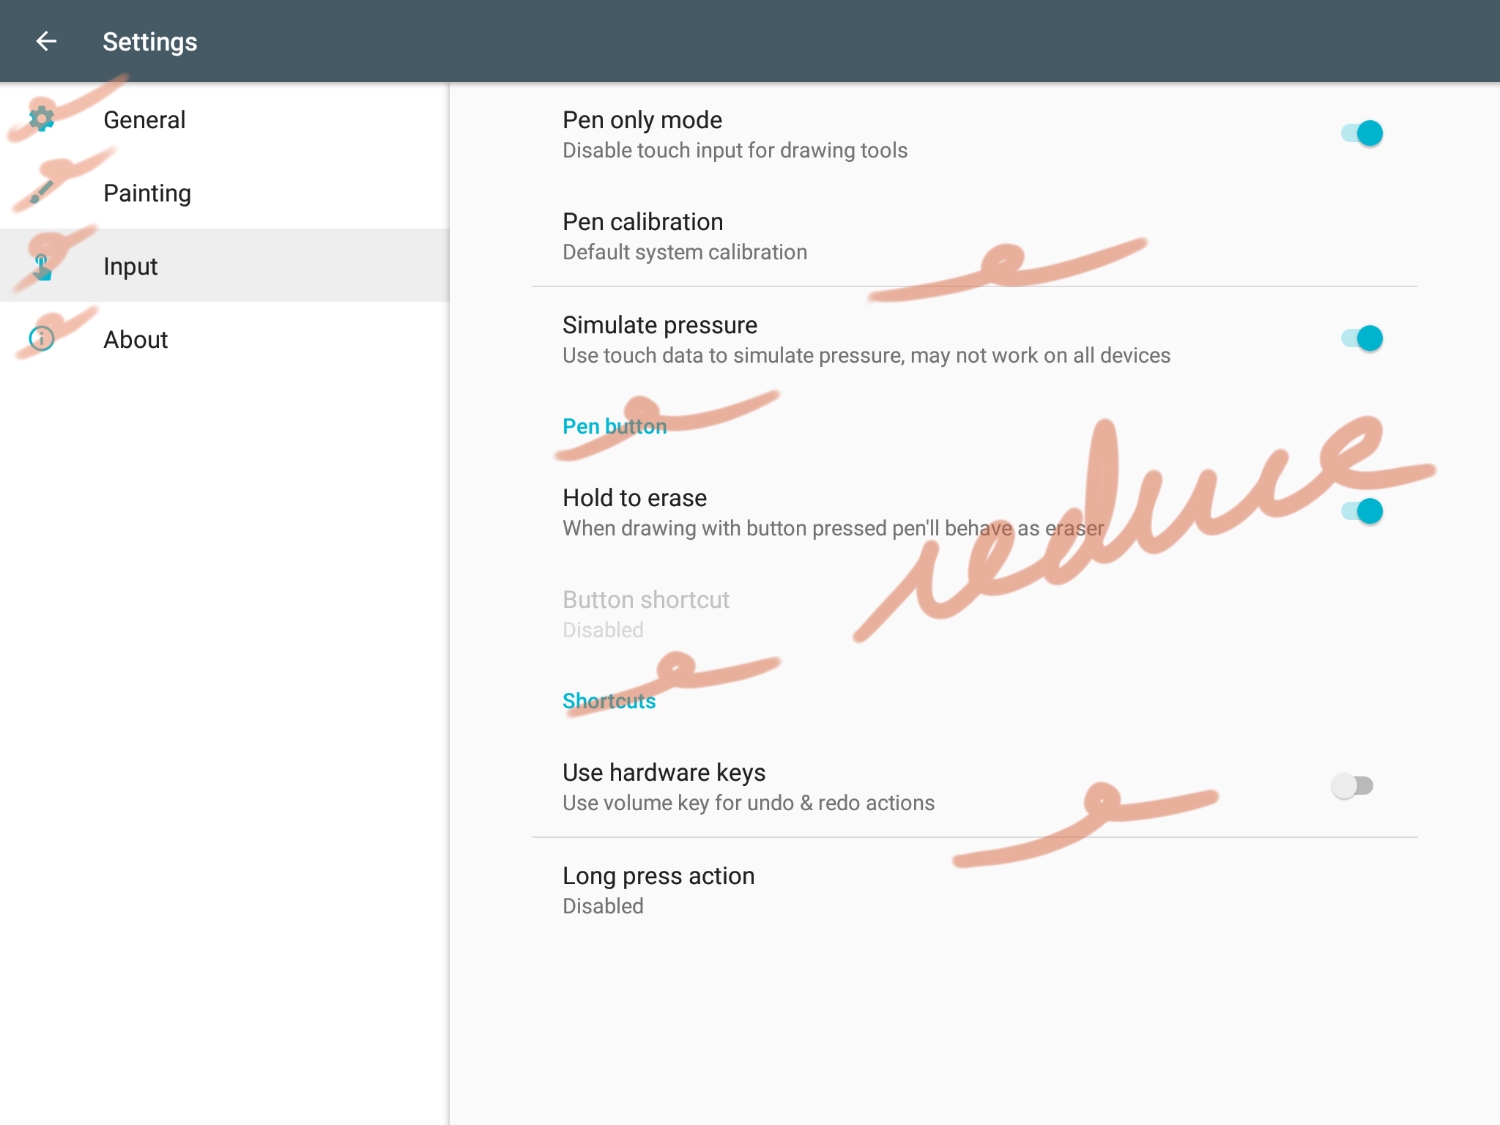 Settings
General
Painting
Input
About
Pen only mode
Disable touch input for drawing tools
Pen calibration
Default system calibration
Simulate pressure
Use touch data to simulate pressure, may not work on all devices
Pen button
Hold to erase
When drawing with button pressed pen'll behave as eraser
reduce
Button shortcut
Disabled
Shortcuts
Use hardware keys
Use volume key for undo & redo actions
Long press action
Disabled